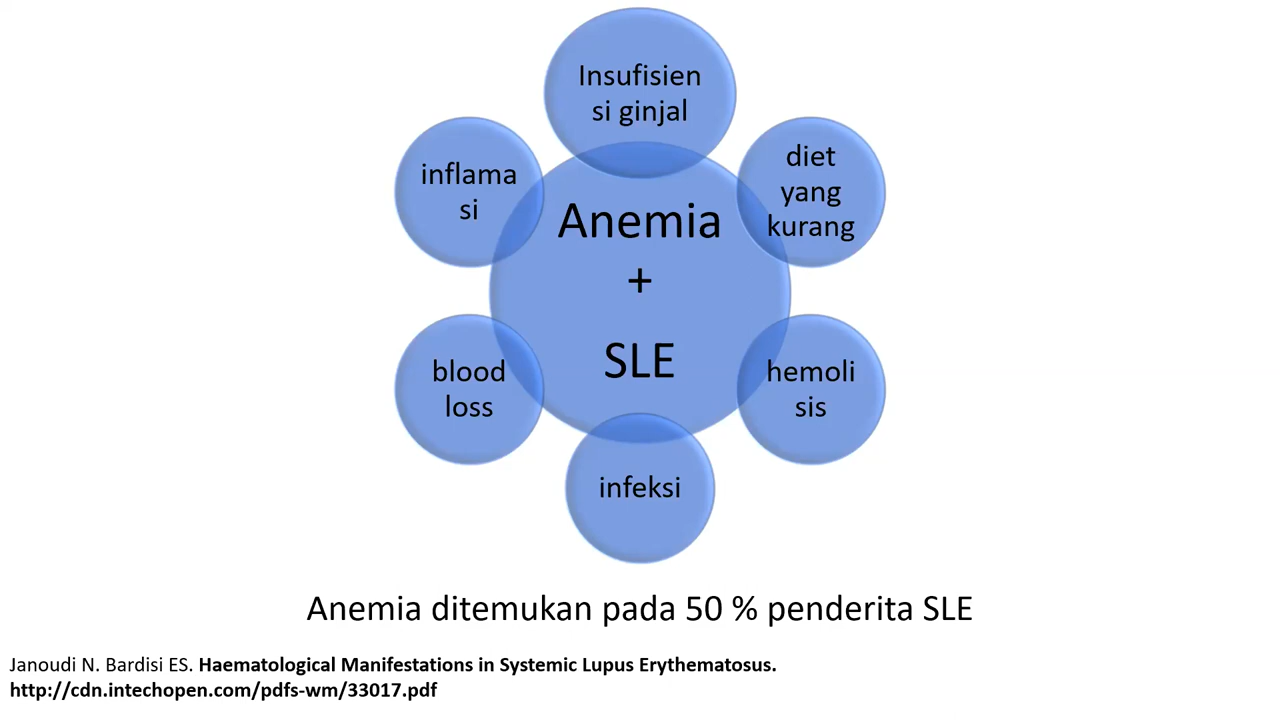 Insufisien
si ginjal
diet
yang
kurang
hemoli
sis
infeksi
blood
loss
inflama
si
Anemia
+
SLE
Anemia ditemukan pada 50 % penderita SLE
Janoudi N. Bardisi ES. Haematological Manifestations in Systemic Lupus Erythematosus.
http://cdn.intechopen.com/pdfs-wm/33017.pdf